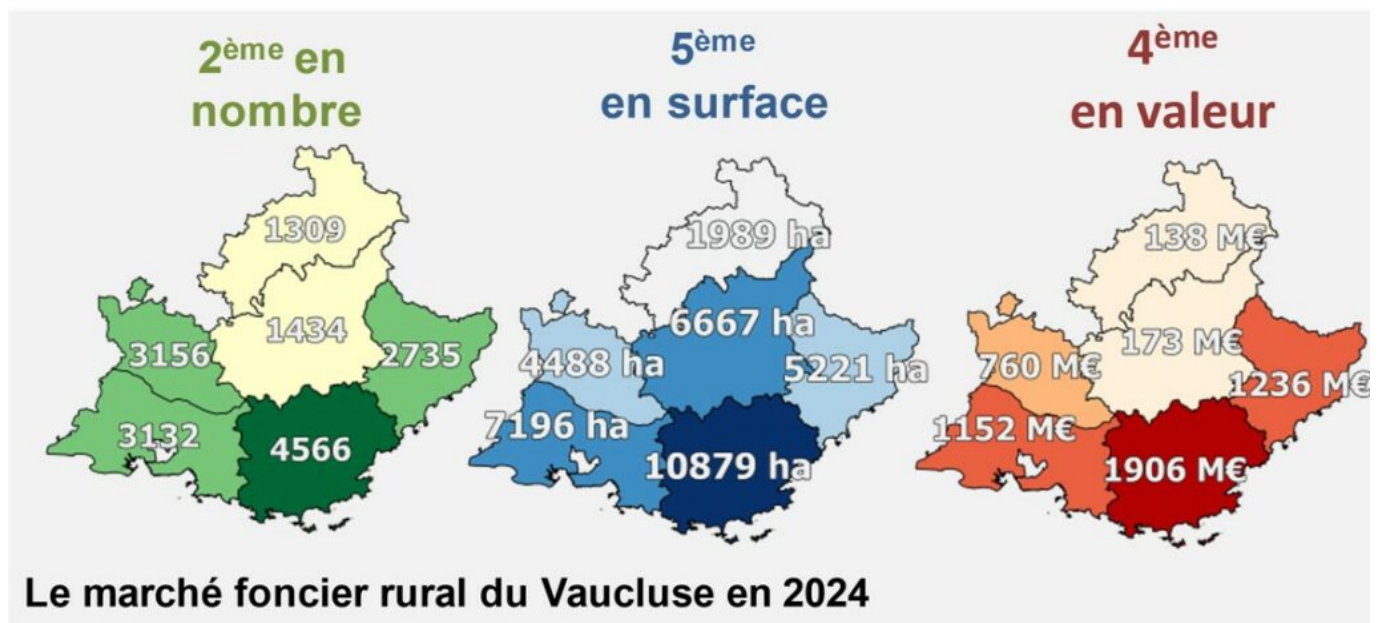 2ème en
nombre
1309
1434
3156
2735
3132
4566
5ème
en surface
1989 ha
6667 ha
4488 ha
5221 ha
7196 ha
10879 ha
4ème
en valeur
138 M€
173 M€
760 M€
1236 M€
1152 M€
1906 M€
Le marché foncier rural du Vaucluse en 2024